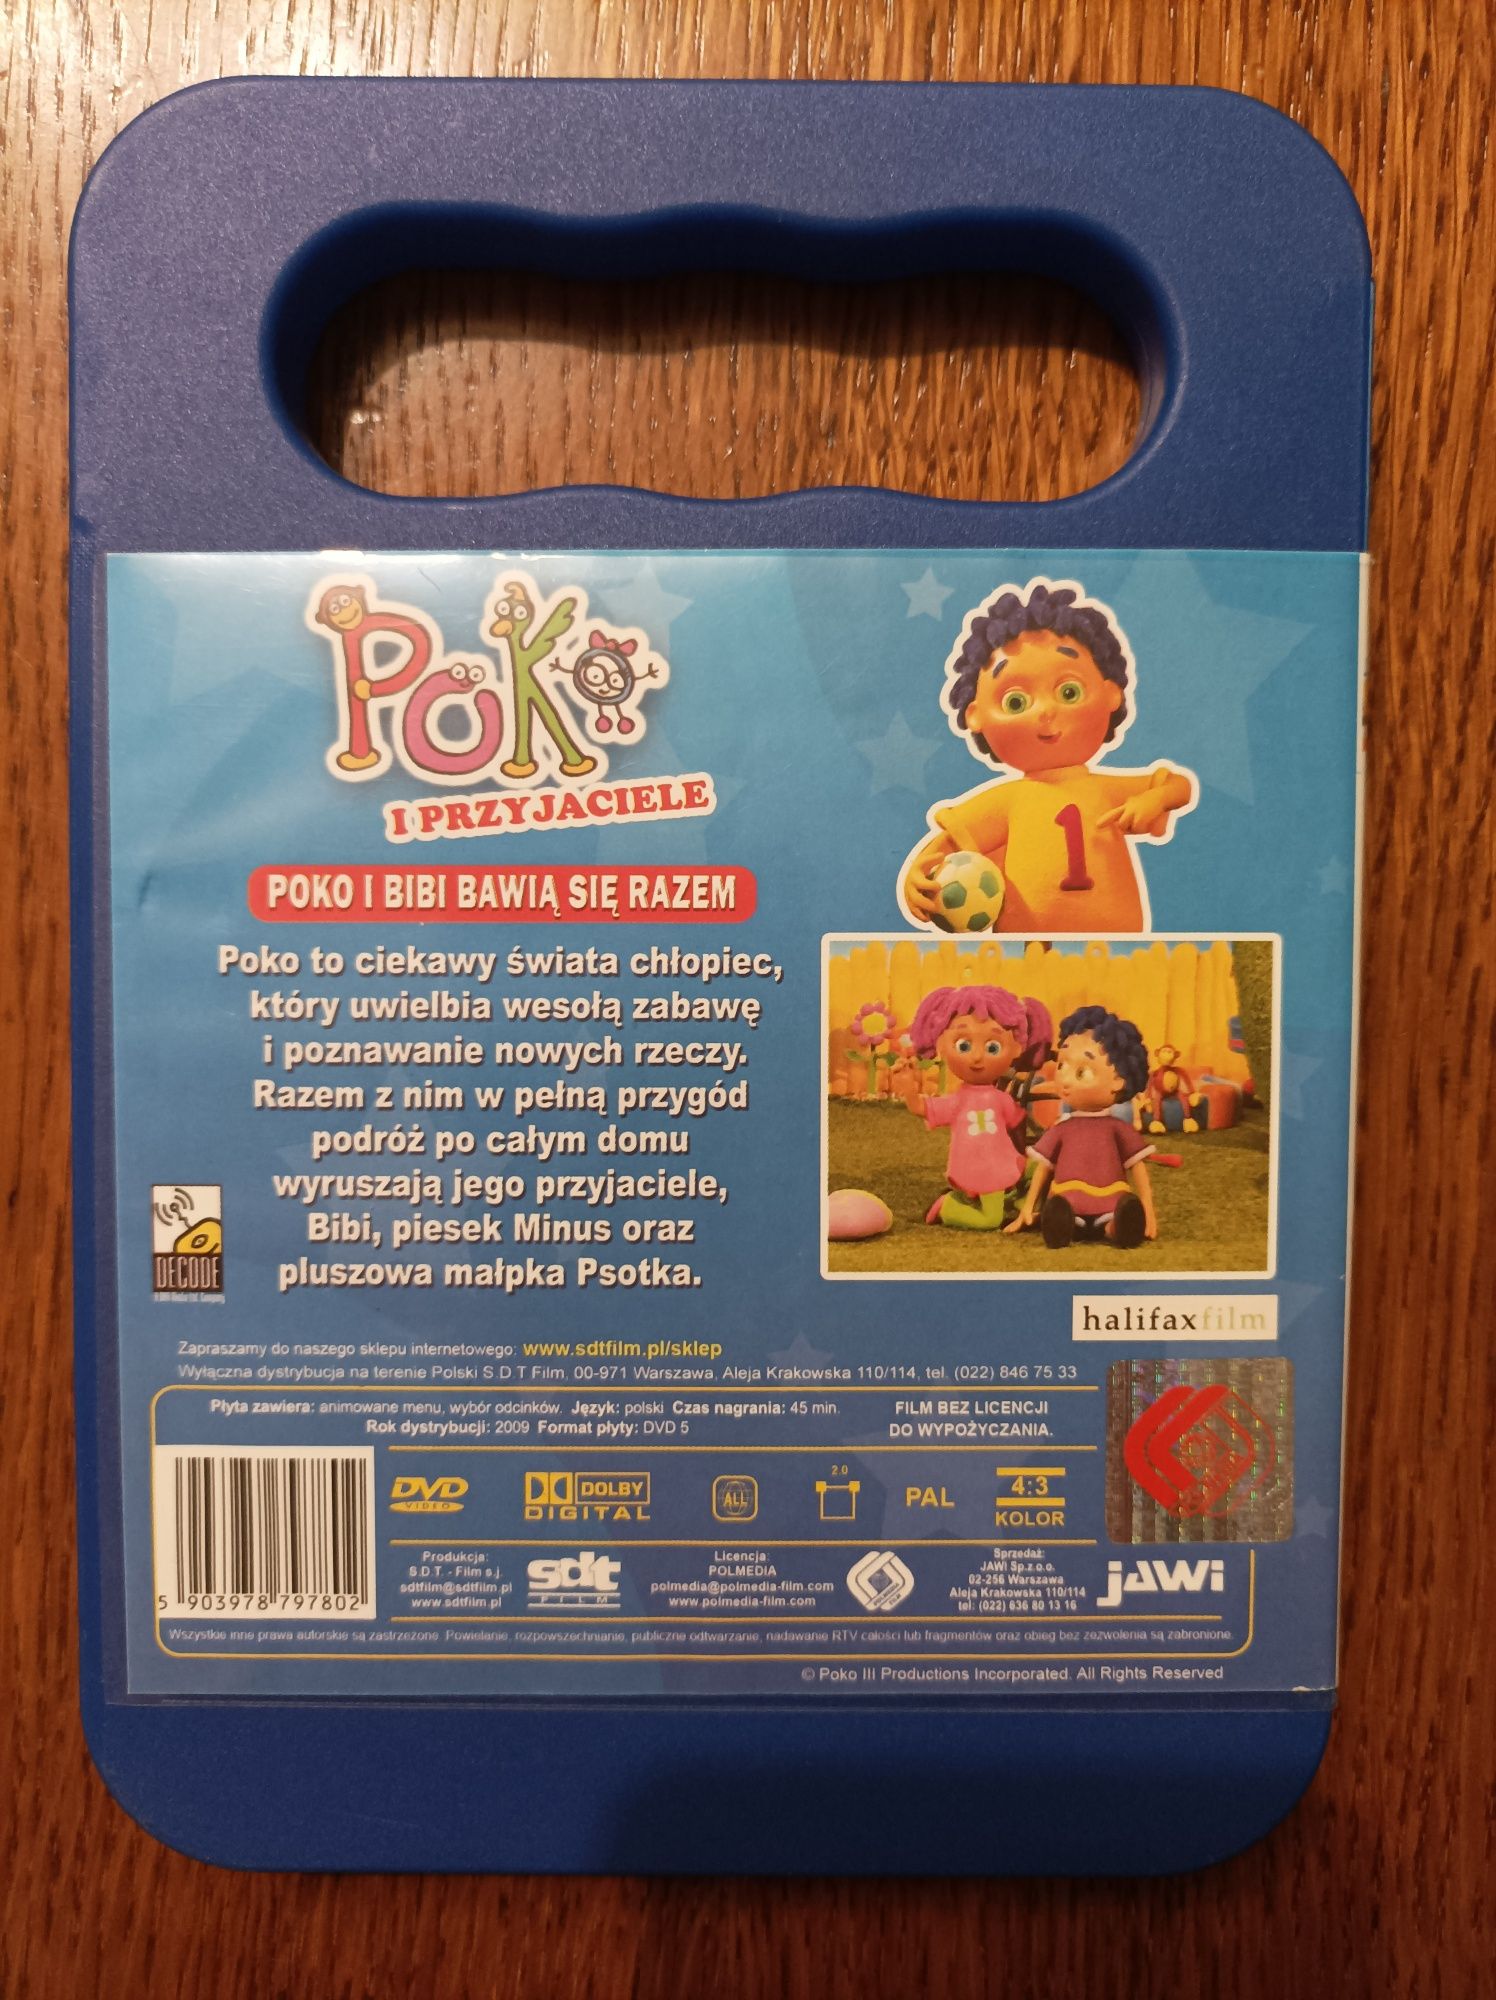 POKO
I PRZYJACIELE
POKO I BIBI BAWIĄ SIĘ RAZEM
1
Poko to ciekawy świata chłopiec,
który uwielbia wesołą zabawę
i poznawanie nowych rzeczy.
Razem z nim w pełną przygód
podróż po całym domu
wyruszają jego przyjaciele,
Bibi, piesek Minus oraz
pluszowa małpka Psotka.
DECODE
halifaxfilm
Zapraszamy do naszego sklepu internetowego: www.sdtfilm.pl/sklep
Wyłączna dystrybucja na terenie Polski S.D.T Film, 00-971 Warszawa, Aleja Krakowska 110/114, tel. (022) 846 75 33
Płyta zawiera: animowane menu, wybór odcinków. Język: polski Czas nagrania: 45 min.
Rok dystrybucji: 2009 Format płyty: DVD 5
FILM BEZ LICENCJI
DO WYPOŻYCZANIA.
DVD
VIDEO
DOLBY
DIGITAL
ALL
2.0
PAL
4:3
KOLOR
5 903978 797802
Produkcja:
S.D.T. - Film s.j.
sdtfilm@sdtfilm.pl
www.sdtfilm.pl
sdt
FILM
Licencja:
POLMEDIA
polmedia@polmedia-film.com
www.polmedia-film.com
Sprzedaż:
JAWI Sp.z.o.o.
02-256 Warszawa
Aleja Krakowska 110/114
tel: (022) 636 80 13 16
JAWI
Wszystkie inne prawa autorskie są zastrzeżone. Powielanie, rozpowszechnianie, publiczne odtwarzanie, nadawanie RTV całości lub fragmentów oraz obieg bez zezwolenia są zabronione.
© Poko III Productions Incorporated. All Rights Reserved